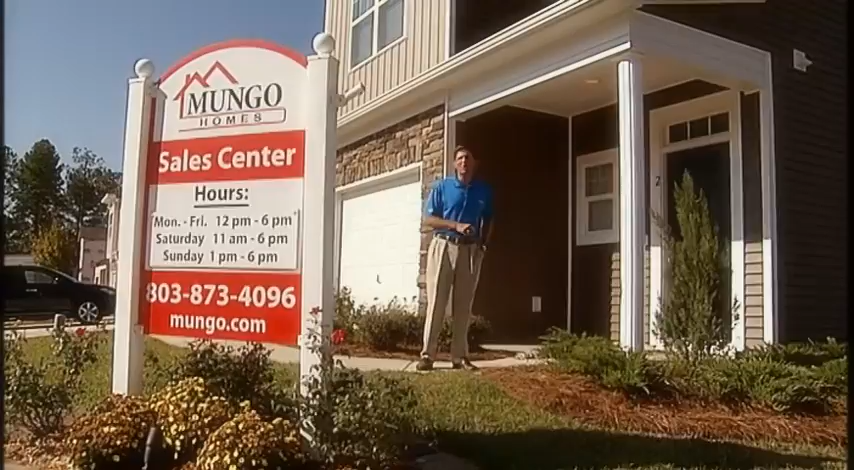 MUNGO
HOMES
Sales Center
Hours:
Mon. - Fri. 12 pm - 6 pm
Saturday 11 am - 6 pm
Sunday 1 pm - 6 pm
803-873-4096
mungo.com
2